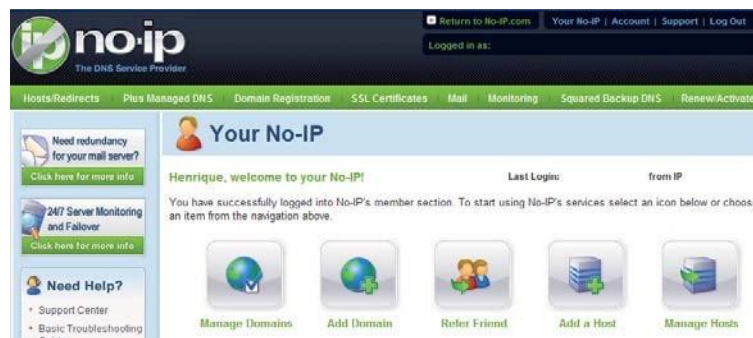 no-ip
The DNS Service Provider
Return to No-IP.com
Your No-IP | Account | Support | Log Out
Logged in as:
Hosts/Redirects Plus Managed DNS Domain Registration SSL Certificates Mail Monitoring Squared Backup DNS Renew/Activate
Need redundancy
for your mail server?
Click here for more info
24/7 Server Monitoring
and Failover
Click here for more info
Need Help?
Support Center
Basic Troubleshooting
Your No-IP
Henrique, welcome to your No-IP! Last Login: from IP
You have successfully logged into No-IP's member section. To start using No-IP's services select an icon below or choos
an item from the navigation above.
Manage Domains Add Domain Refer Friend Add a Host Manage Hosts